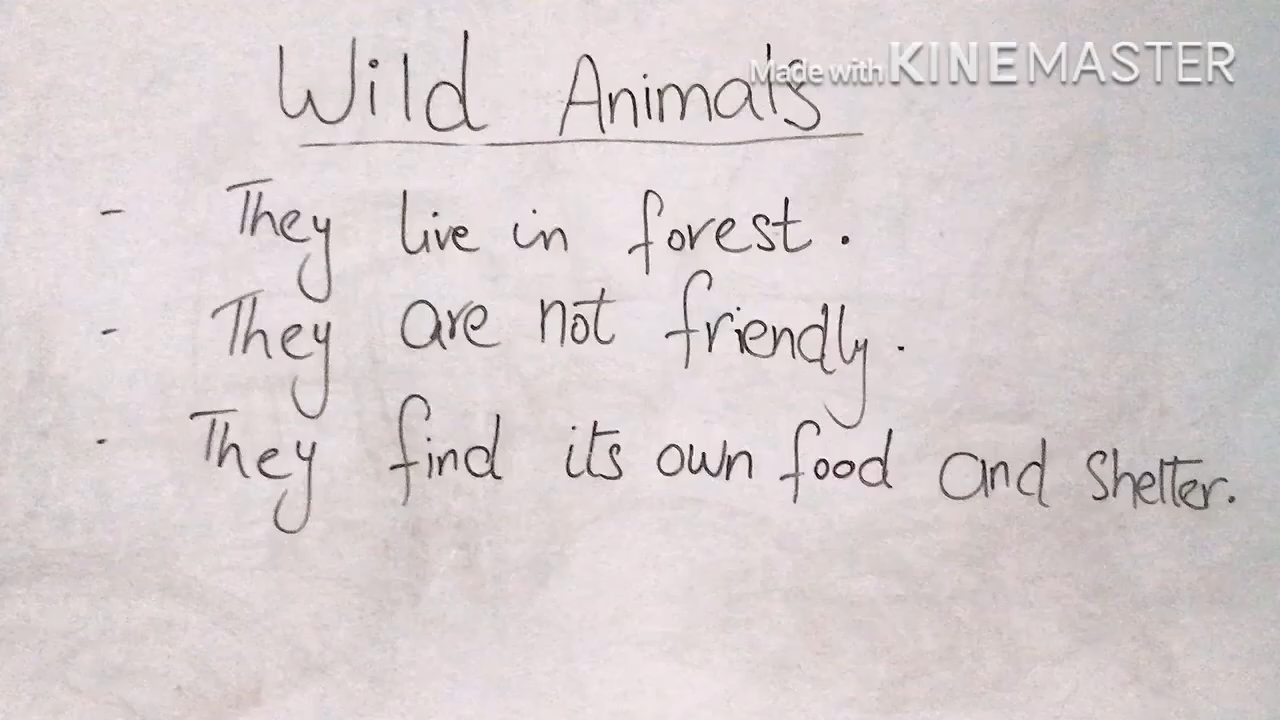 Wild Animals
Made with KINEMASTER
- They live in forest.
- They are not friendly.
- They find its own food and shelter.